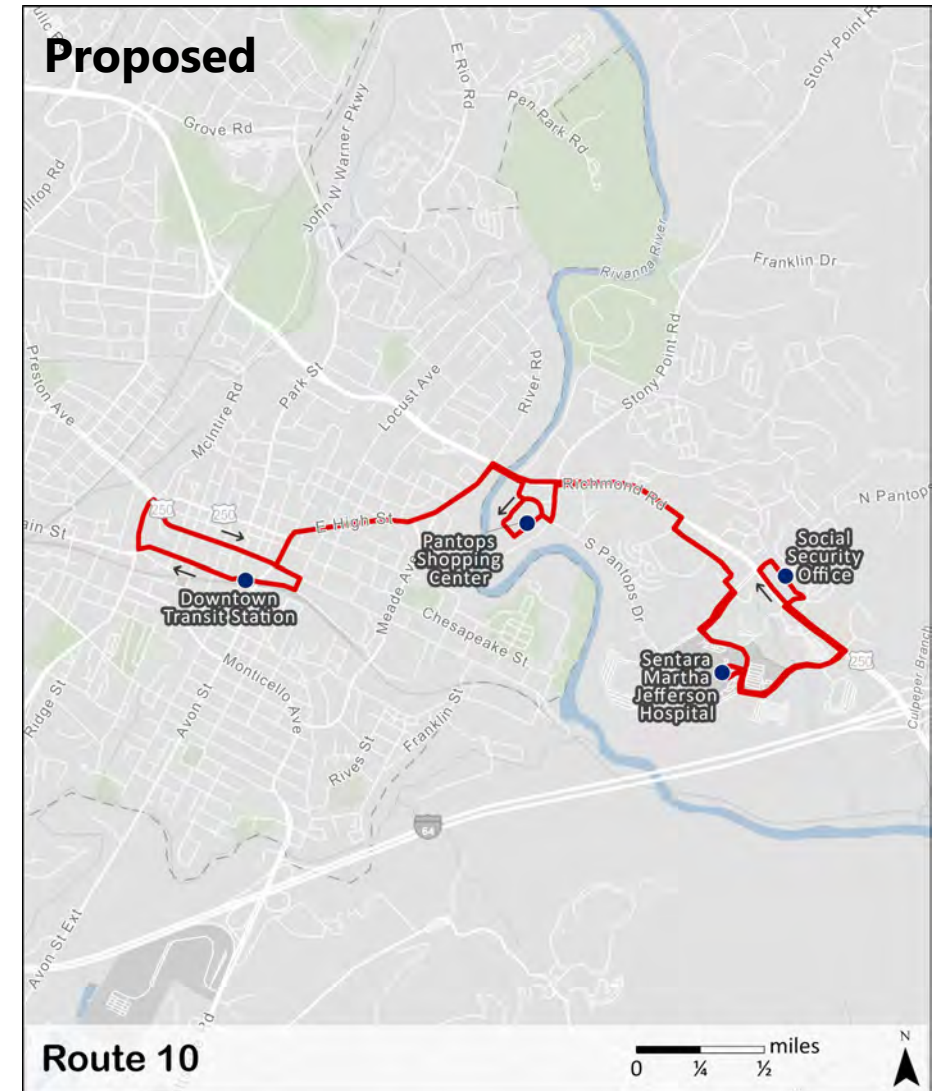 Proposed
Stony Point Rd
E Rio Rd
Pen Park Rd
Grove Rd
John W Warner Pkwy
Rivanna River
Franklin Dr
Preston Ave
McIntire Rd
Park St
Locust Ave
River Rd
Stony Point Rd
Richmond Rd
N Pantops
250
250
E High St
ain St
Pantops
Shopping
Center
Social
Security
Office
S Pantops Dr
Downtown
Transit Station
Meade Ave
Chesapeake St
Sentara
Martha
Jefferson
Hospital
250
Culpeper Branch
Monticello Ave
Ridge St
Avon St
Franklin St
Rives St
64
Avon St Ext
Route 10
miles
0 ¼ ½
N